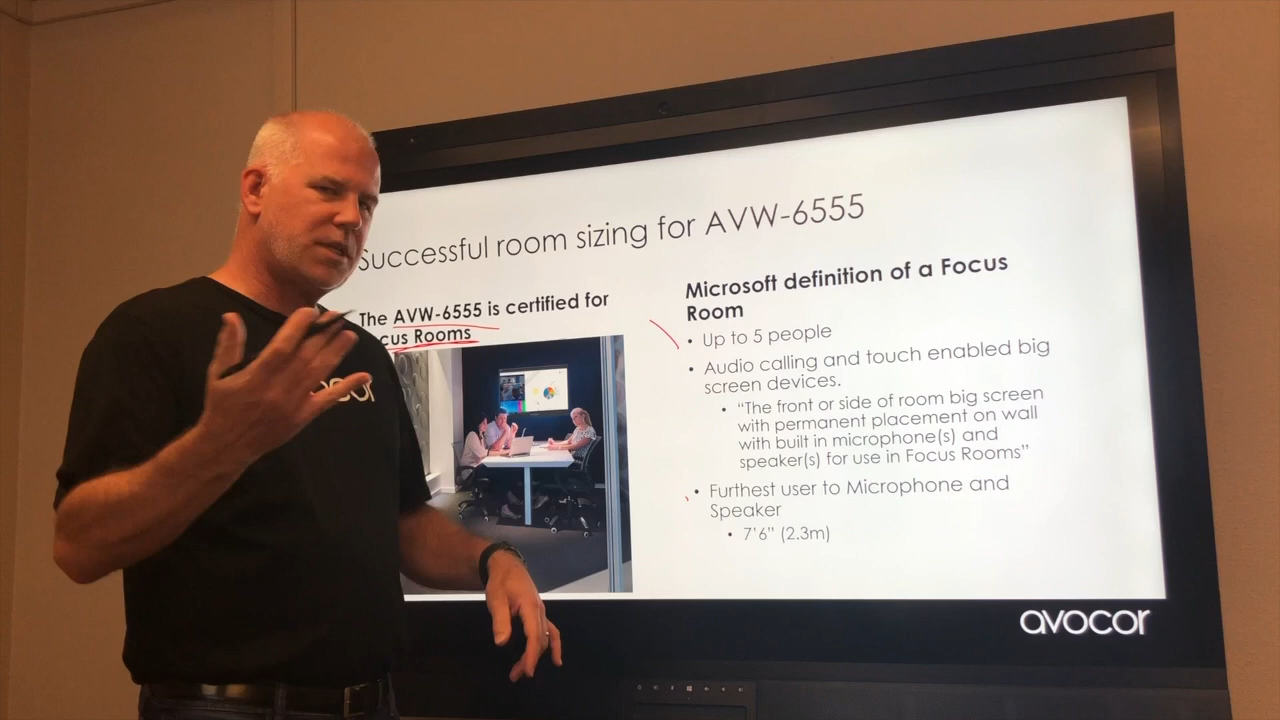 Successful room sizing for AVW-6555
The AVW-6555 is certified for
cus Rooms
Microsoft definition of a Focus
Room
• Up to 5 people
• Audio calling and touch enabled big
screen devices.
• “The front or side of room big screen
with permanent placement on wall
with built in microphone(s) and
speaker(s) for use in Focus Rooms”
• Furthest user to Microphone and
Speaker
• 7’6” (2.3m)
avocor
ocor